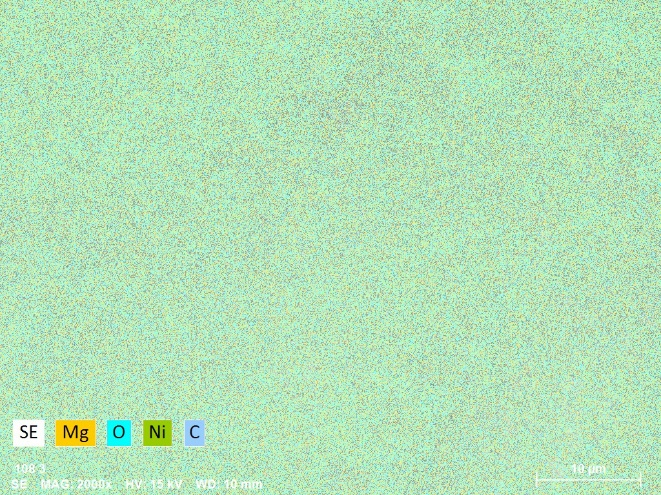 SE Mg O Ni C
108 3
SE MAG: 2000x HV: 15 kV WD: 10 mm
10 µm